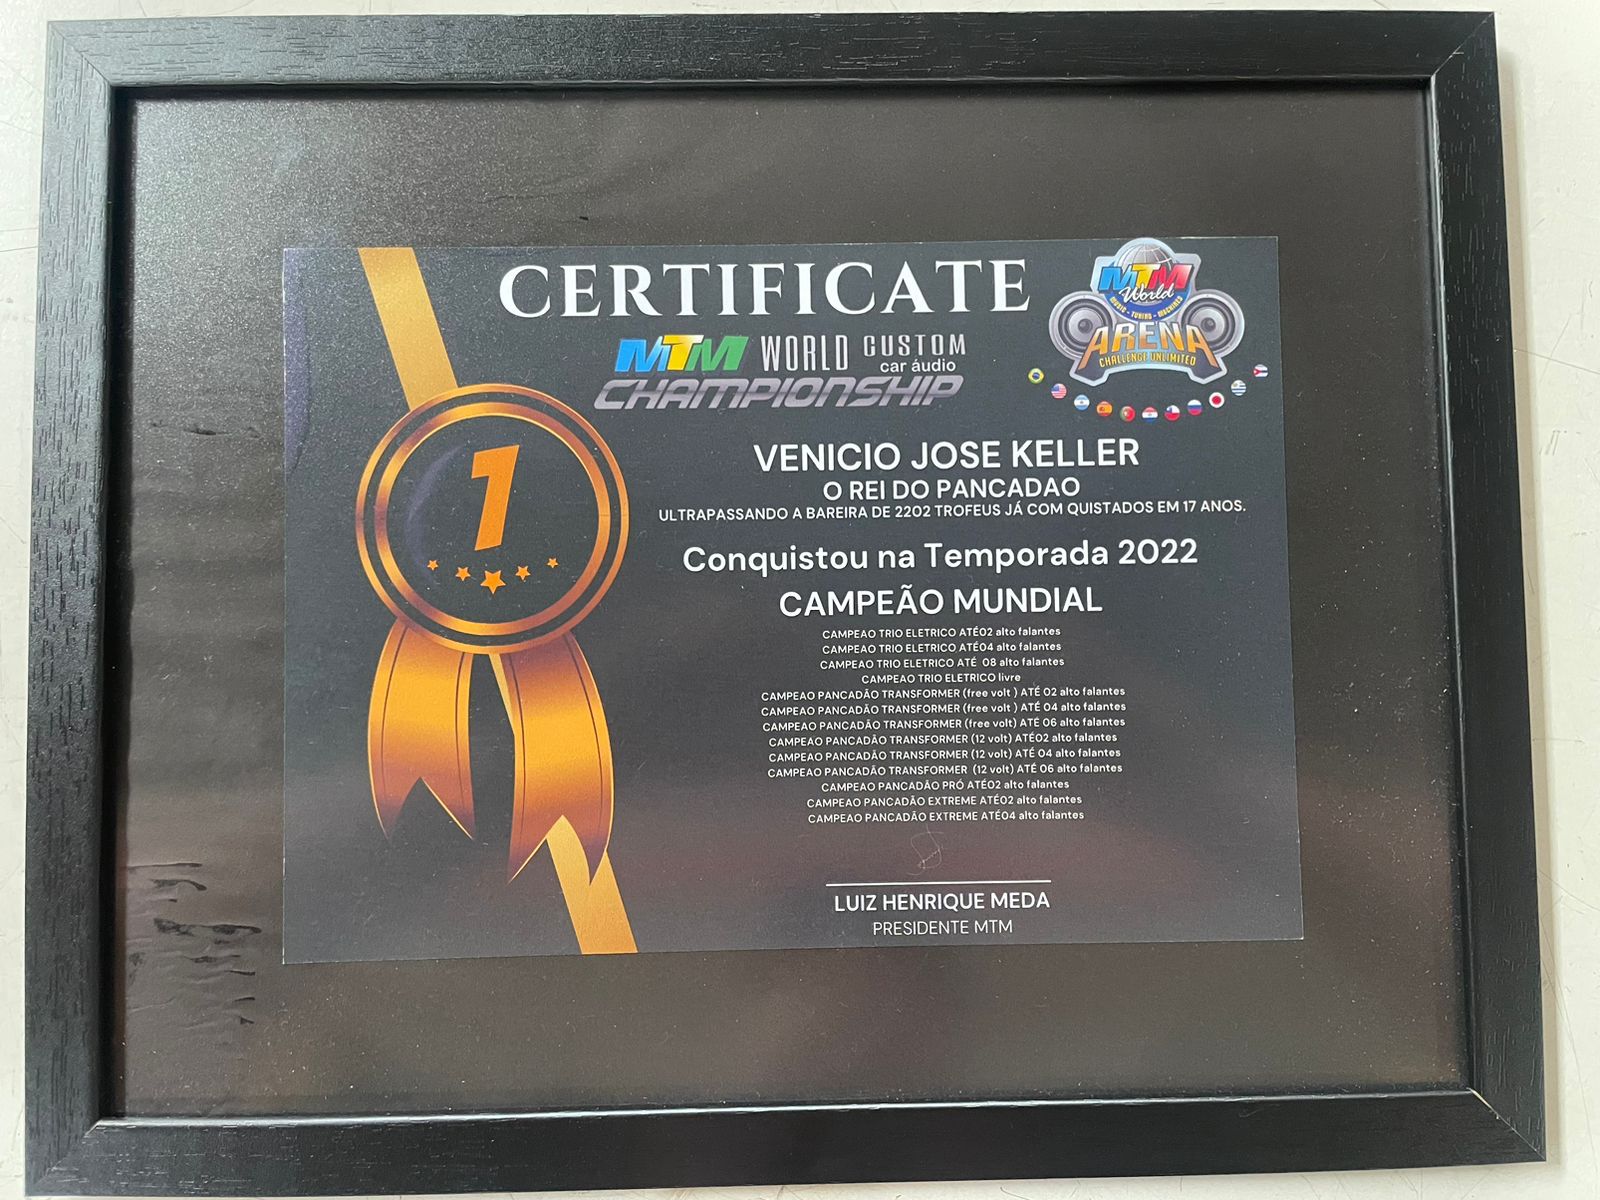 CERTIFICATE
MTM WORLD CUSTOM
car áudio
CHAMPIONSHIP
MTM
World
MUSIC - TUNING - MACHINES
ARENA
CHALLENGE UNLIMITED
VENICIO JOSE KELLER
O REI DO PANCADAO
ULTRAPASSANDO A BAREIRA DE 2202 TROFEUS JÁ COM QUISTADOS EM 17 ANOS.
1
Conquistou na Temporada 2022
CAMPEÃO MUNDIAL
CAMPEAO TRIO ELETRICO ATÉ02 alto falantes
CAMPEAO TRIO ELETRICO ATÉ04 alto falantes
CAMPEAO TRIO ELETRICO ATÉ 08 alto falantes
CAMPEAO TRIO ELETRICO livre
CAMPEAO PANCADÃO TRANSFORMER (free volt ) ATÉ 02 alto falantes
CAMPEAO PANCADÃO TRANSFORMER (free volt ) ATÉ 04 alto falantes
CAMPEAO PANCADÃO TRANSFORMER (free volt) ATÉ 06 alto falantes
CAMPEAO PANCADÃO TRANSFORMER (12 volt) ATÉ02 alto falantes
CAMPEAO PANCADÃO TRANSFORMER (12 volt) ATÉ 04 alto falantes
CAMPEAO PANCADÃO TRANSFORMER (12 volt) ATÉ 06 alto falantes
CAMPEAO PANCADÃO PRÓ ATÉ02 alto falantes
CAMPEAO PANCADÃO EXTREME ATÉ02 alto falantes
CAMPEAO PANCADÃO EXTREME ATÉ04 alto falantes
LUIZ HENRIQUE MEDA
PRESIDENTE MTM